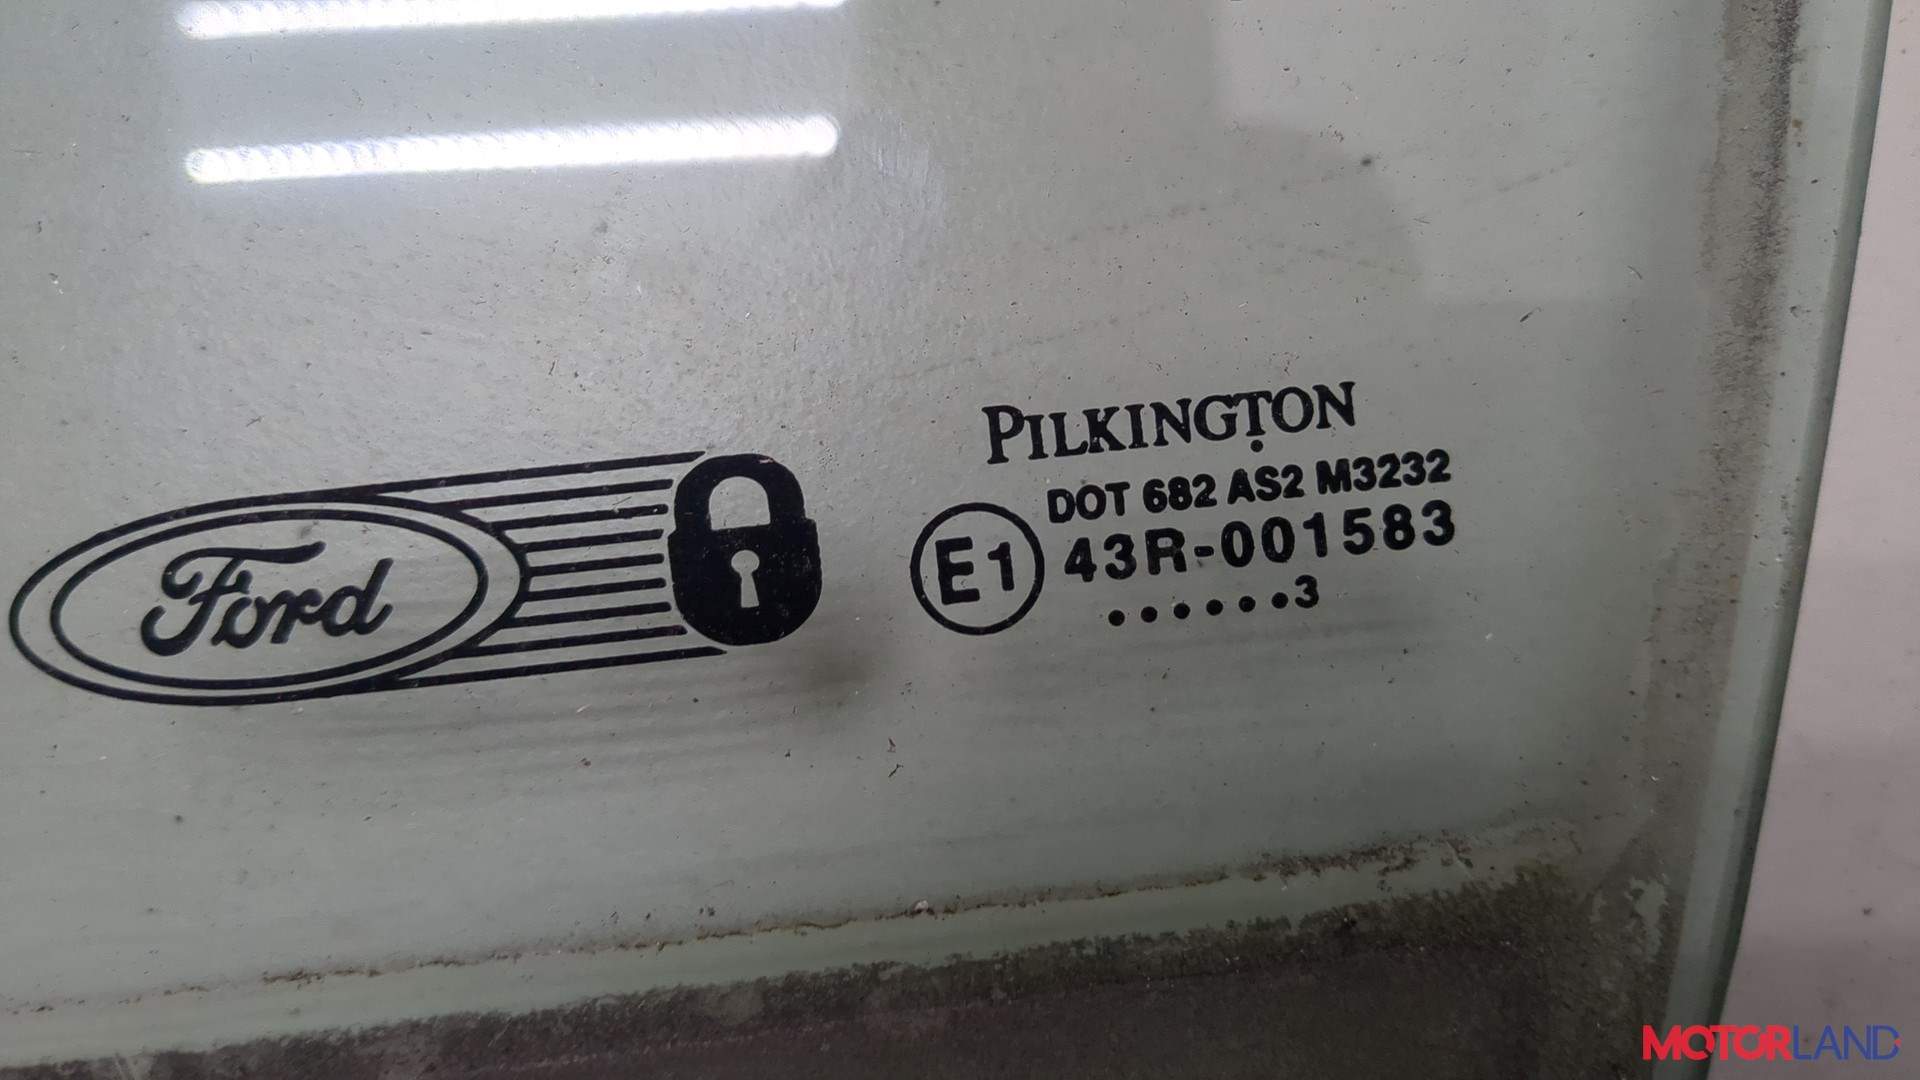 Ford
PILKINGTON
DOT 682 AS2 M3232
E1 43R-001583
......3
MOTORLAND